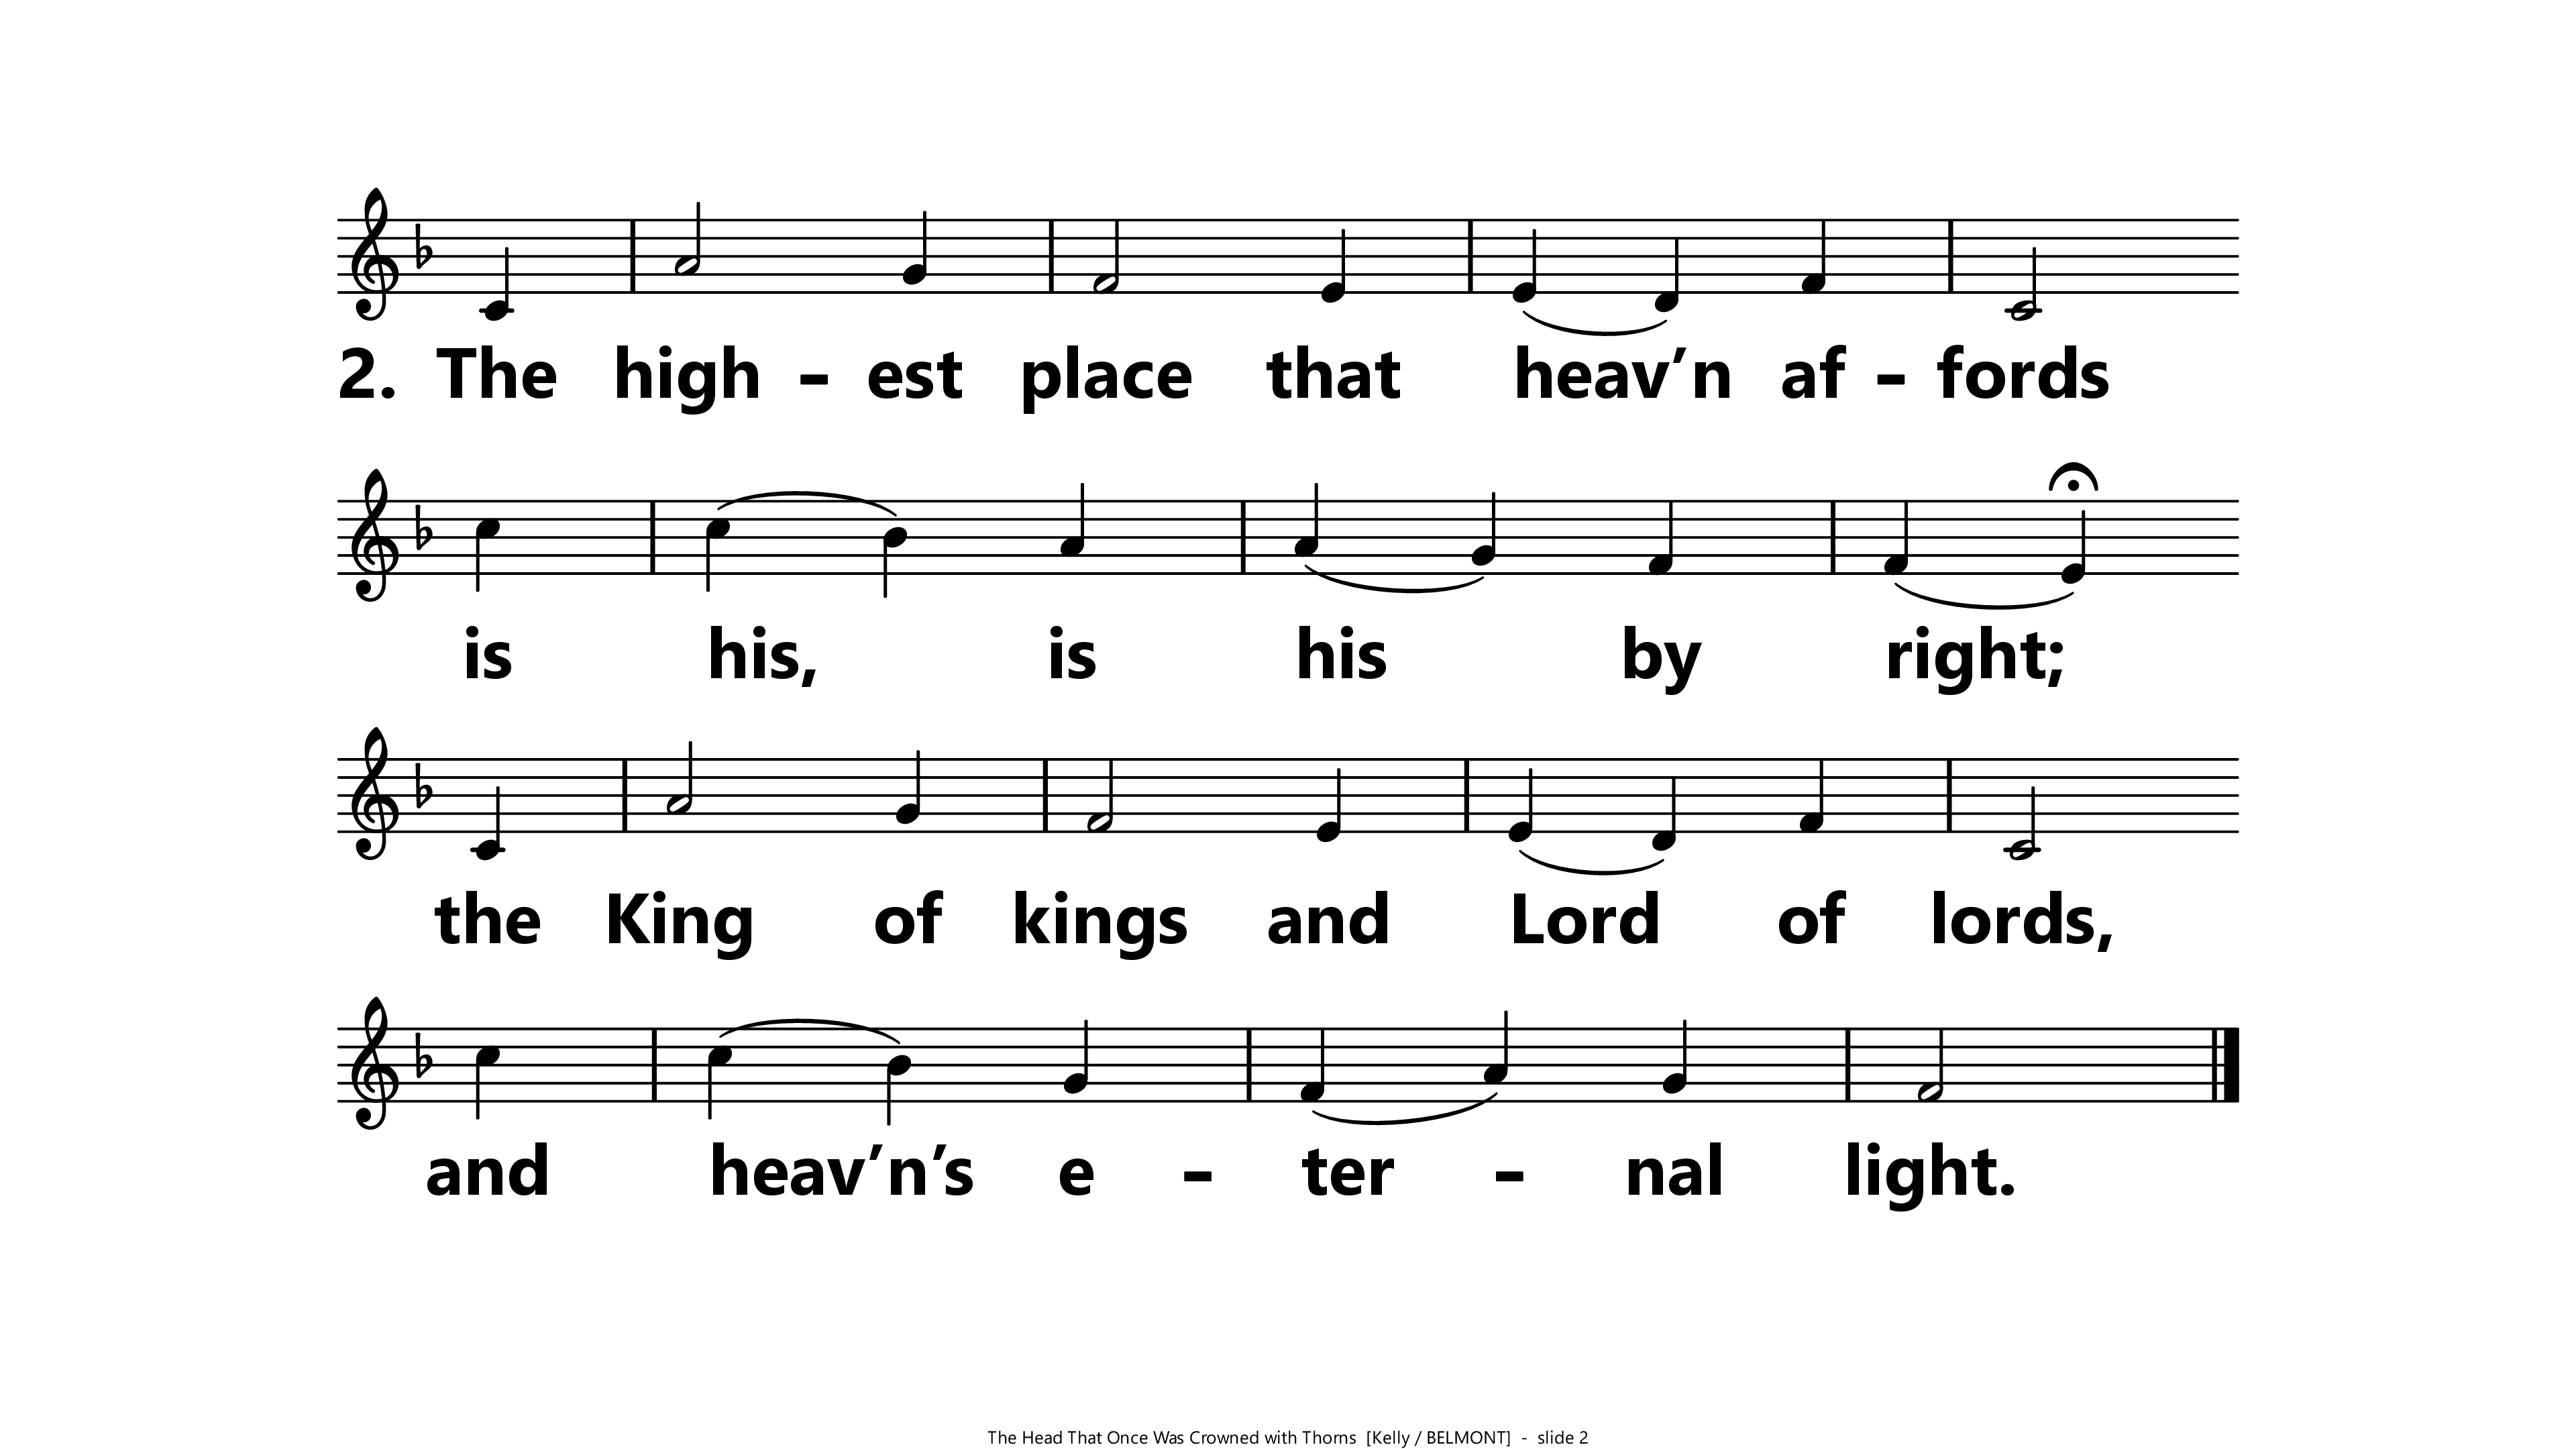 2. The high - est place that heav’n af - fords
is his, is his by right;
the King of kings and Lord of lords,
and heav’n’s e - ter - nal light.
The Head That Once Was Crowned with Thorns [Kelly / BELMONT] - slide 2